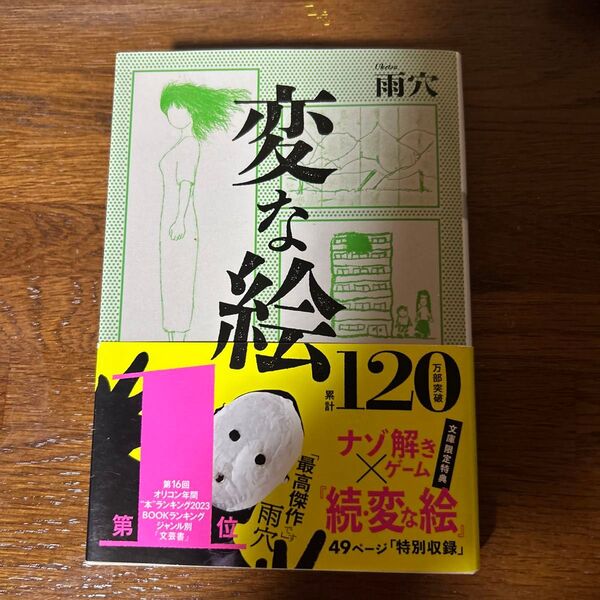 Uketsu
雨穴
変な絵
累計120万部突破
文庫限定特典
ナゾ解き
×ゲーム
『続・変な絵』
49ページ「特別収録」
「最高傑作
です」
雨穴
第1位
第16回
オリコン年間
"本"ランキング2023
BOOKランキング
ジャンル別
「文芸書」